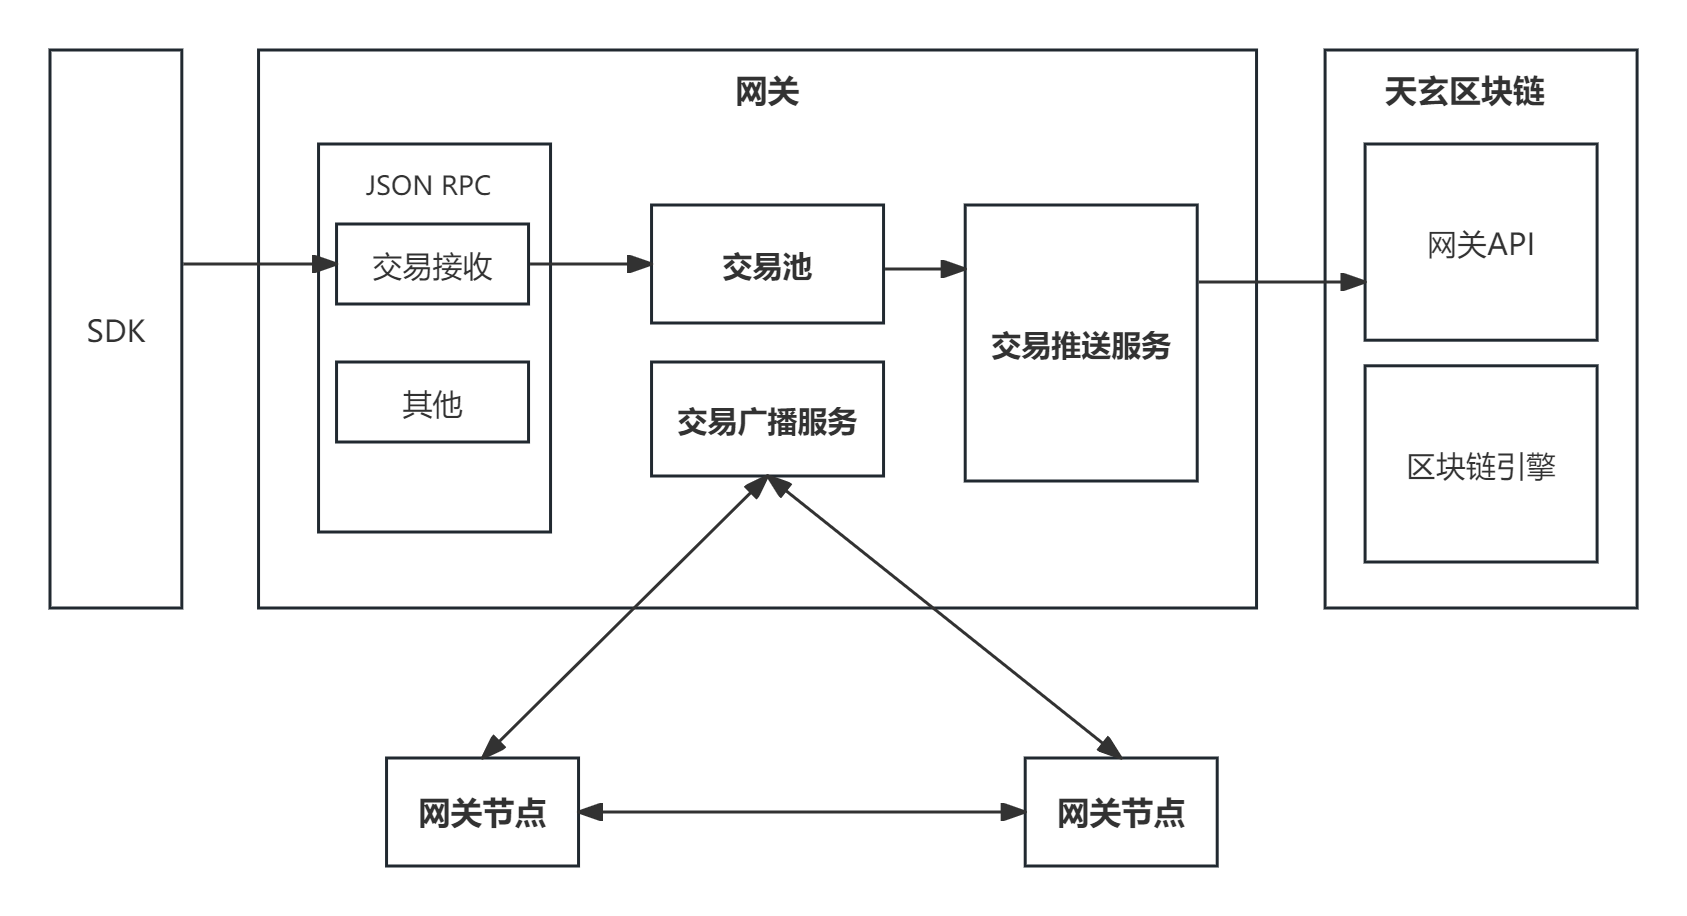 SDK
网关
JSON RPC
交易接收
其他
交易池
交易广播服务
交易推送服务
天玄区块链
网关API
区块链引擎
网关节点
网关节点